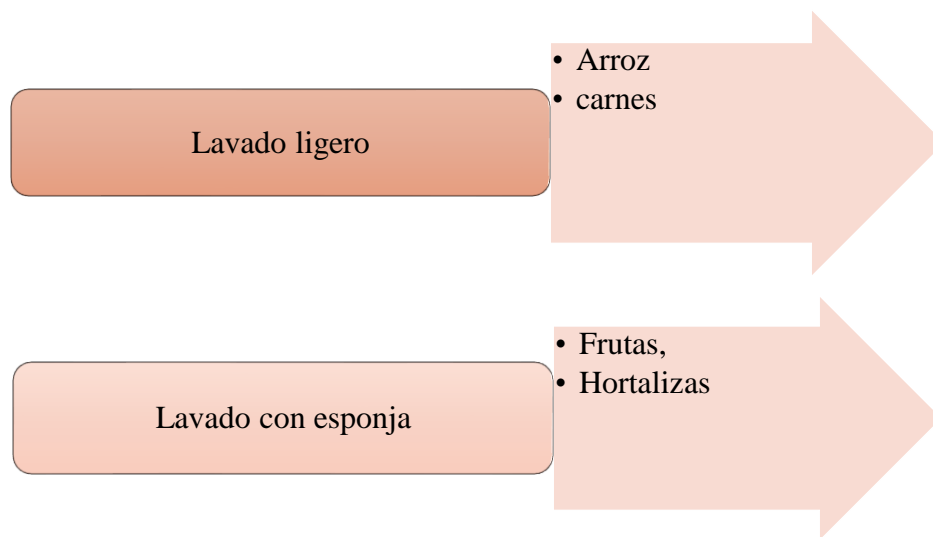 • Arroz
• carnes
Lavado ligero
• Frutas,
• Hortalizas
Lavado con esponja